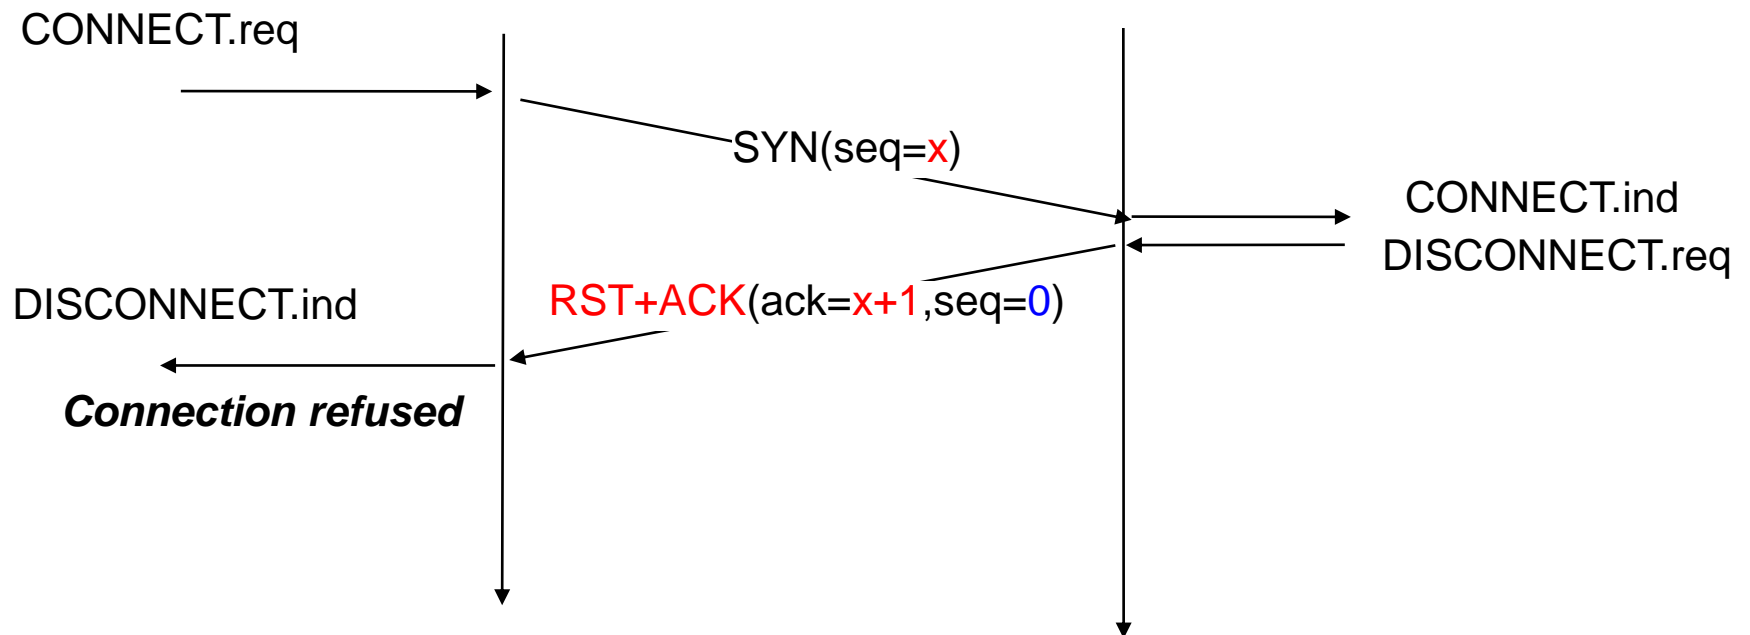 CONNECT.req
SYN(seq=x)
CONNECT.ind
DISCONNECT.req
DISCONNECT.ind
RST+ACK(ack=x+1,seq=0)
Connection refused